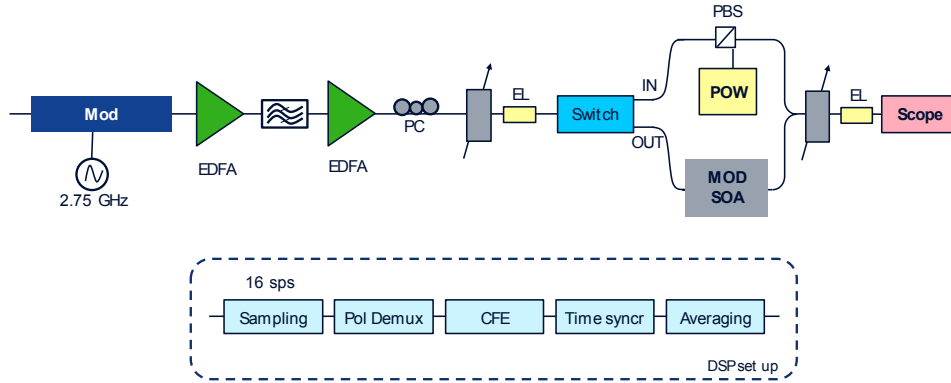 PBS
IN
POW
EL
EL
Mod
Switch
Scope
PC
OUT
EDFA
EDFA
MOD
SOA
2.75 GHz
16 sps
Sampling
Pol Demux
CFE
Time syncr
Averaging
DSPset up